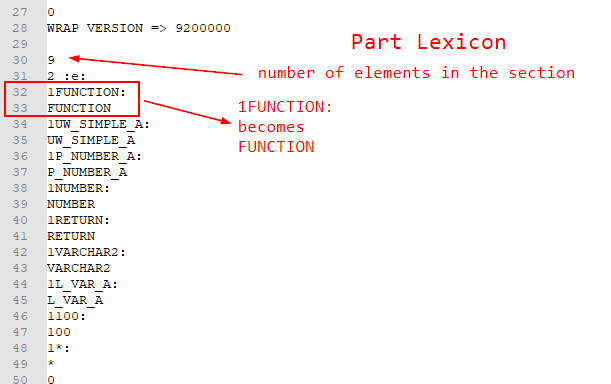 27 0
28 WRAP VERSION => 9200000
Part Lexicon
29
30 9
number of elements in the section
31 2 :e:
32 1FUNCTION:
33 FUNCTION
1FUNCTION:
becomes
FUNCTION
34 1UW_SIMPLE_A:
35 UW_SIMPLE_A
36 1P_NUMBER_A:
37 P_NUMBER_A
38 1NUMBER:
39 NUMBER
40 1RETURN:
41 RETURN
42 1VARCHAR2:
43 VARCHAR2
44 1L_VAR_A:
45 L_VAR_A
46 1100:
47 100
48 1*:
49 *
50 0